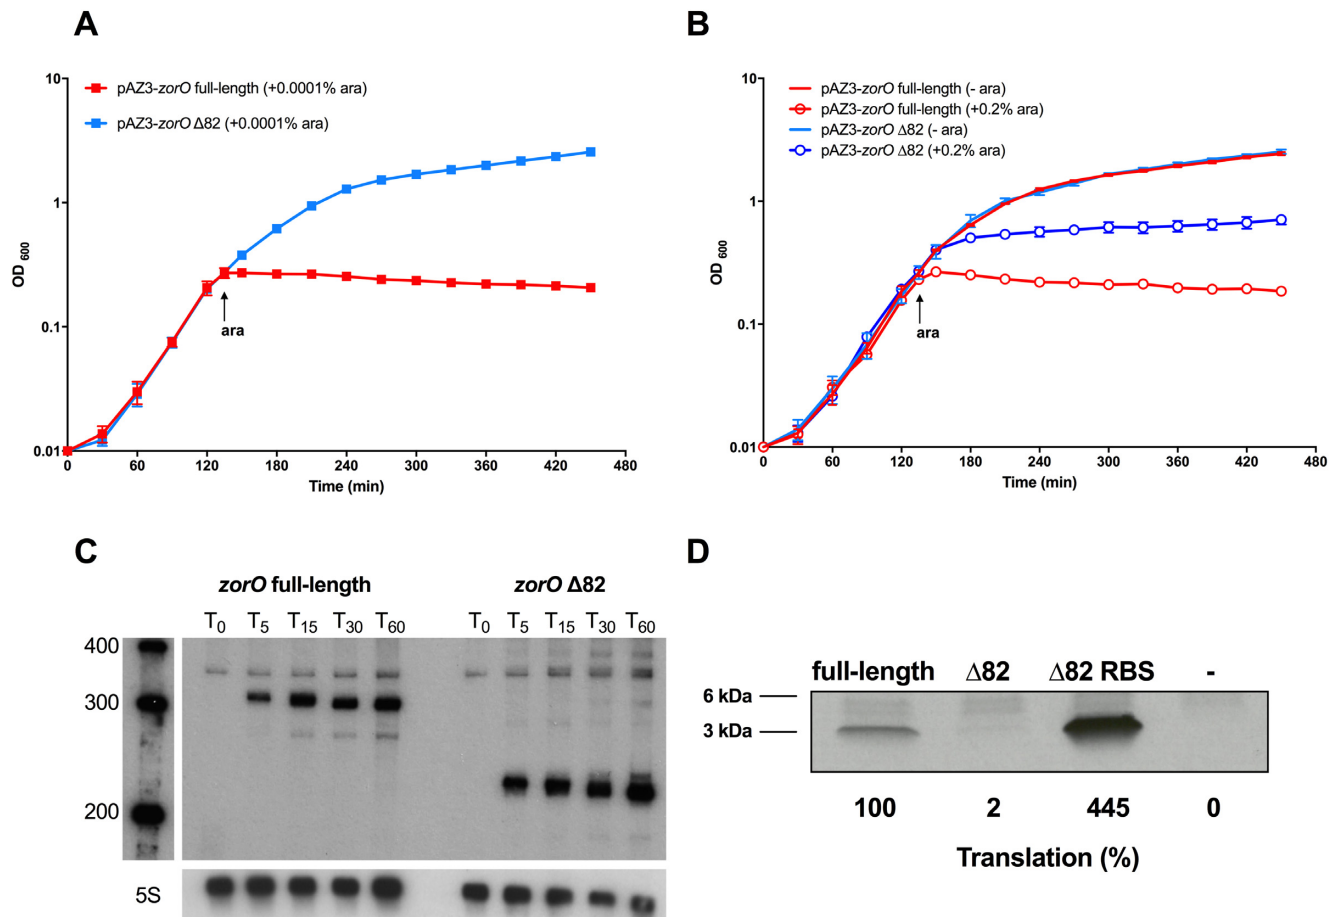 A
pAZ3-zorO full-length (+0.0001% ara)
pAZ3-zorO Δ82 (+0.0001% ara)
10
1
0.1
0.01
OD 600
ara
0 60 120 180 240 300 360 420 480
Time (min)
B
pAZ3-zorO full-length (- ara)
pAZ3-zorO full-length (+0.2% ara)
pAZ3-zorO Δ82 (- ara)
pAZ3-zorO Δ82 (+0.2% ara)
10
1
0.1
0.01
OD 600
ara
0 60 120 180 240 300 360 420 480
Time (min)
C
zorO full-length zorO Δ82
T0 T5 T15 T30 T60 T0 T5 T15 T30 T60
400
300
200
5S
D
full-length Δ82 Δ82 RBS -
6 kDa
3 kDa
100 2 445 0
Translation (%)